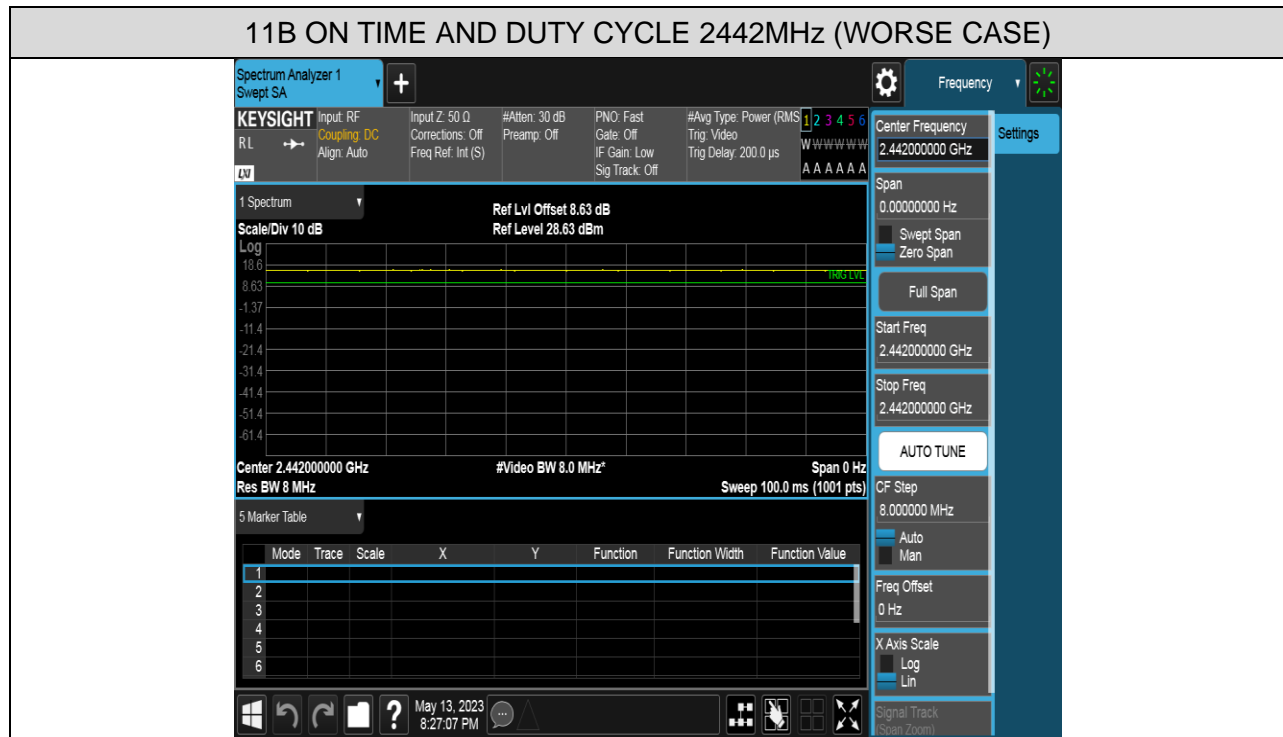 11B ON TIME AND DUTY CYCLE 2442MHz (WORSE CASE)
Spectrum Analyzer 1
Swept SA
+
Frequency
KEYSIGHT
RL
LXI
Input: RF
Coupling: DC
Align: Auto
Input Z: 50 Ω
Corrections: Off
Freq Ref: Int (S)
#Atten: 30 dB
Preamp: Off
PNO: Fast
Gate: Off
IF Gain: Low
Sig Track: Off
#Avg Type: Power (RMS
Trig: Video
Trig Delay: 200.0 µs
1 2 3 4 5 6
W W W W W W
A A A A A A
1 Spectrum
Ref Lvl Offset 8.63 dB
Scale/Div 10 dB
Ref Level 28.63 dBm
Log
18.6
8.63
-1.37
-11.4
-21.4
-31.4
-41.4
-51.4
-61.4
TRIG LVL
Center 2.442000000 GHz
#Video BW 8.0 MHz*
Span 0 Hz
Res BW 8 MHz
Sweep 100.0 ms (1001 pts)
5 Marker Table
Mode Trace Scale X Y Function Function Width Function Value
1
2
3
4
5
6
Center Frequency
2.442000000 GHz
Settings
Span
0.00000000 Hz
Swept Span
Zero Span
Full Span
Start Freq
2.442000000 GHz
Stop Freq
2.442000000 GHz
AUTO TUNE
CF Step
8.000000 MHz
Auto
Man
Freq Offset
0 Hz
X Axis Scale
Log
Lin
Signal Track
(Span Zoom)
?
May 13, 2023
8:27:07 PM